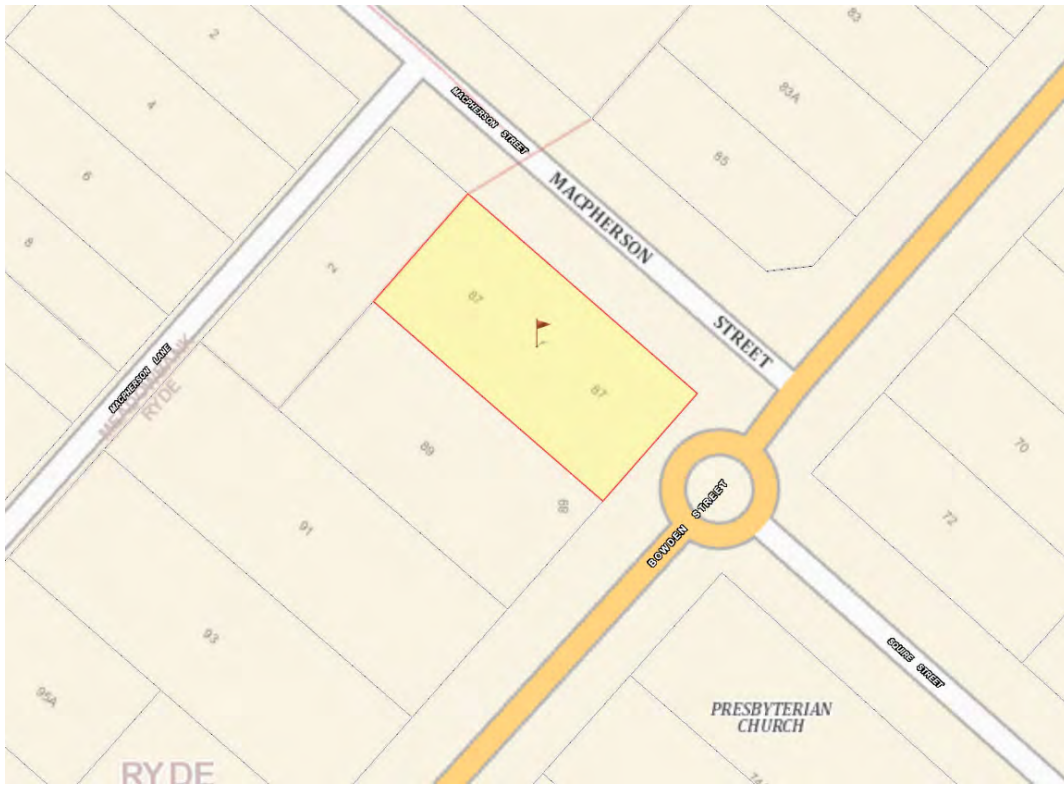 2
83
83A
4
MACPHERSON STREET
85
6
MACPHERSON
8
2
87
STREET
MACPHERSON LANE
MEADOWBANK
RYDE
87
89
70
89
BOWDEN STREET
72
91
93
SQUIRE STREET
95A
PRESBYTERIAN
CHURCH
RYDE
74